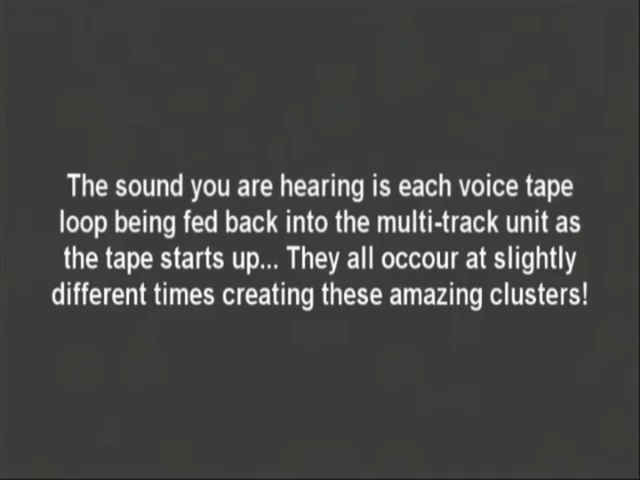 The sound you are hearing is each voice tape
loop being fed back into the multi-track unit as
the tape starts up... They all occour at slightly
different times creating these amazing clusters!